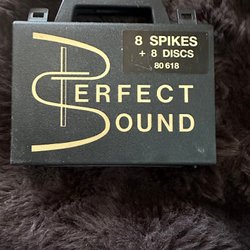 8 SPIKES
+ 8 DISCS
80 618
PERFECT
SOUND